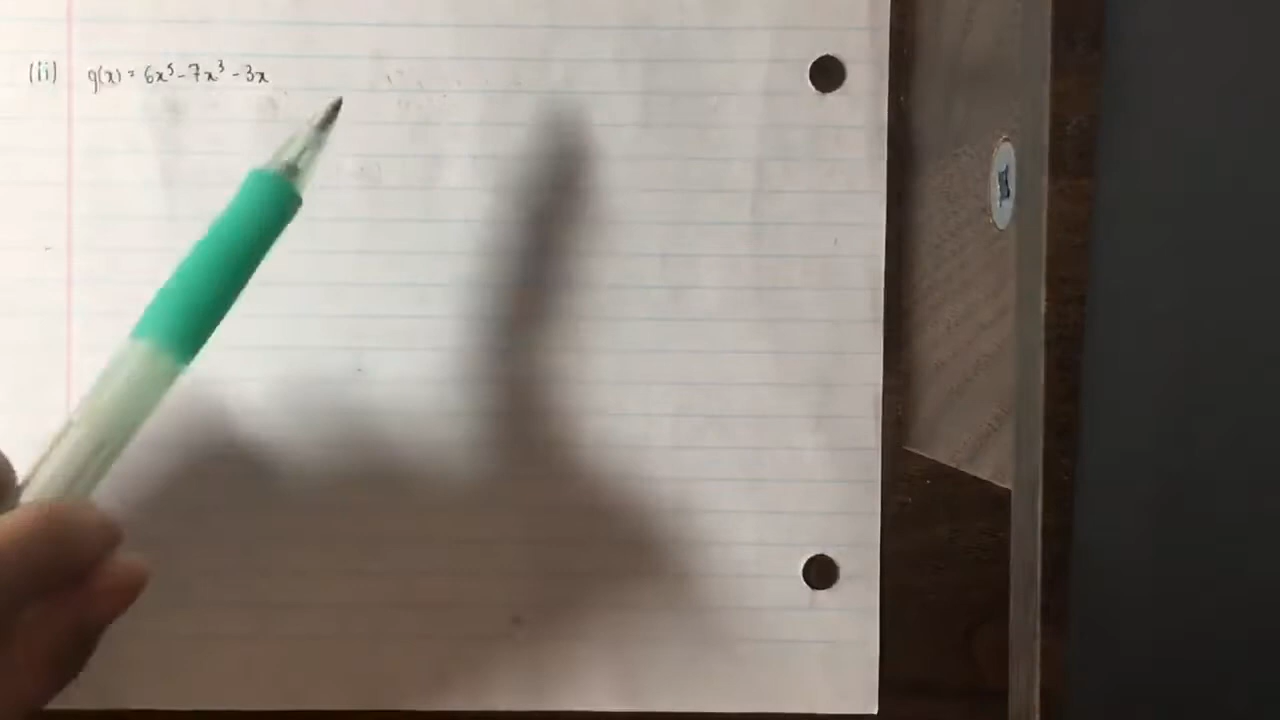 (ii) g(x) = 6x⁵ - 7x³ - 3x